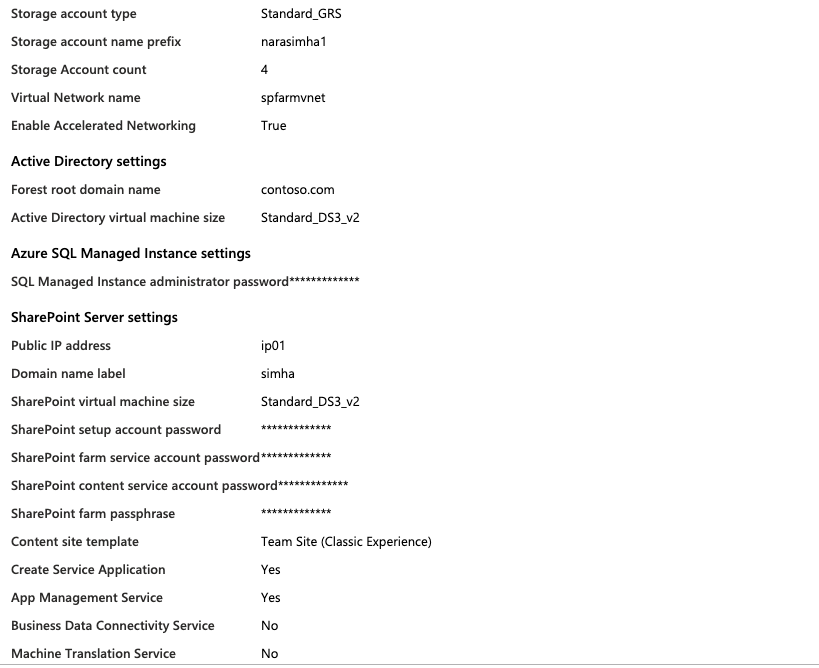 Storage account type Standard_GRS
Storage account name prefix narasimha1
Storage Account count 4
Virtual Network name spfarmvnet
Enable Accelerated Networking True
Active Directory settings
Forest root domain name contoso.com
Active Directory virtual machine size Standard_DS3_v2
Azure SQL Managed Instance settings
SQL Managed Instance administrator password*************
SharePoint Server settings
Public IP address ip01
Domain name label simha
SharePoint virtual machine size Standard_DS3_v2
SharePoint setup account password *************
SharePoint farm service account password*************
SharePoint content service account password*************
SharePoint farm passphrase *************
Content site template Team Site (Classic Experience)
Create Service Application Yes
App Management Service Yes
Business Data Connectivity Service No
Machine Translation Service No